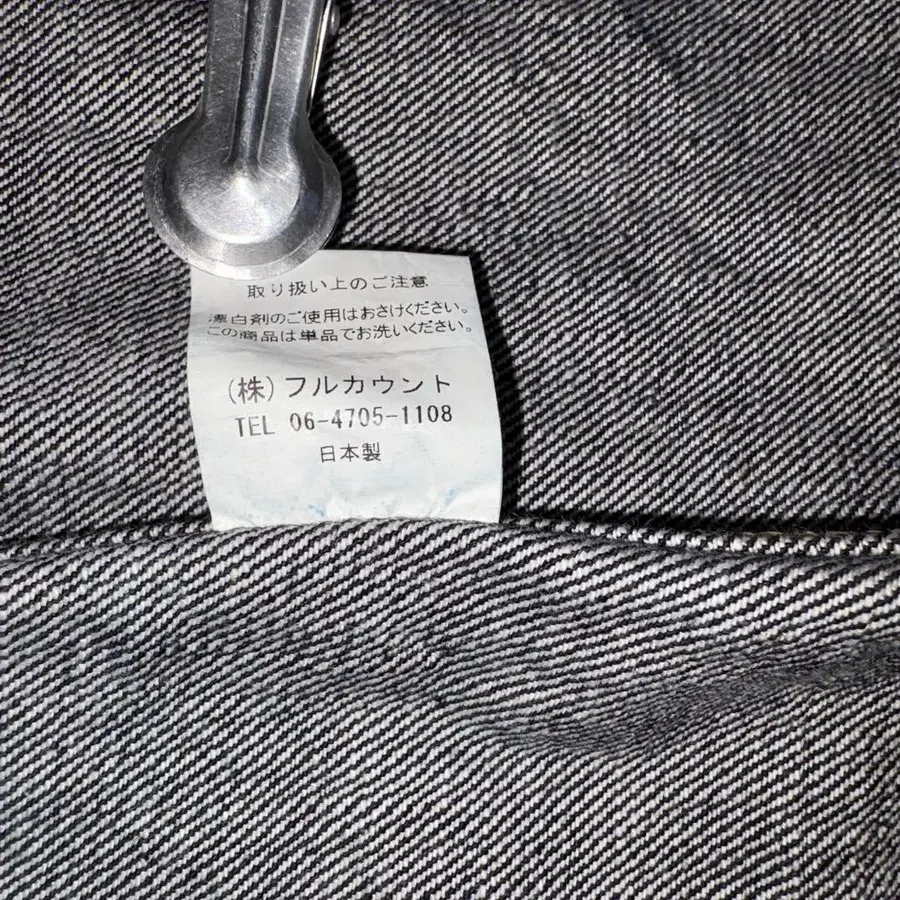 取り扱い上のご注意
漂白剤のご使用はおさけください。
この商品は単品でお洗いください。
(株)フルカウント
TEL 06-4705-1108
日本製